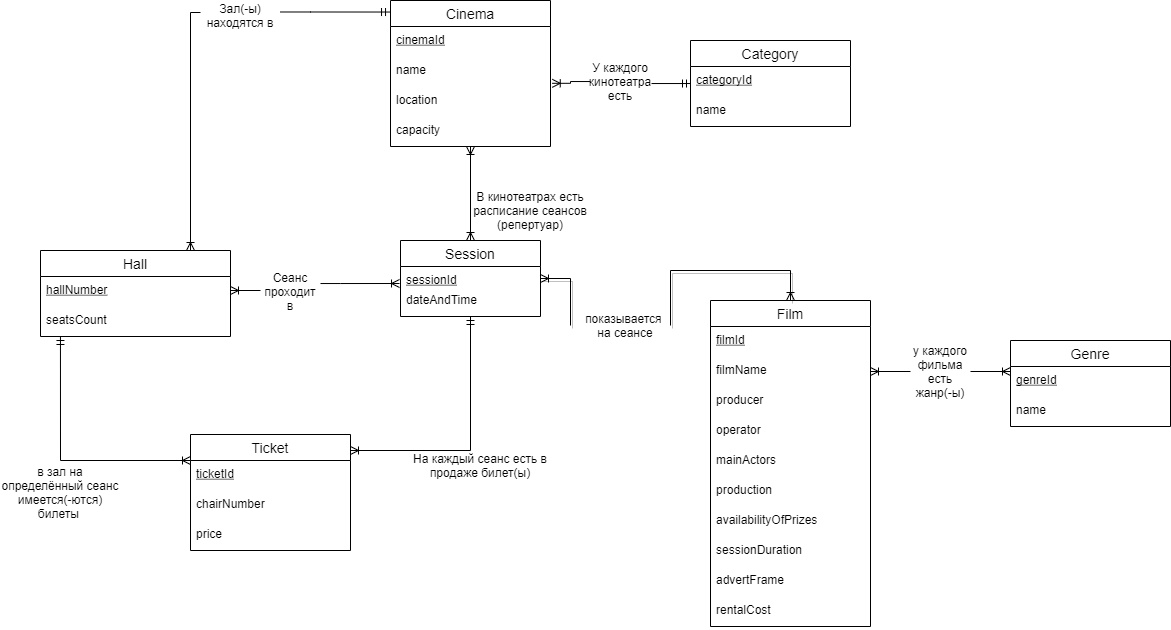 Зал(-ы)
находятся в
Cinema
cinemaId
name
location
capacity
У каждого
кинотеатра
есть
Category
categoryId
name
В кинотеатрах есть
расписание сеансов
(репертуар)
Hall
hallNumber
seatsCount
Сеанс
проходит
в
Session
sessionId
dateAndTime
показывается
на сеансе
Film
filmId
filmName
producer
operator
mainActors
production
availabilityOfPrizes
sessionDuration
advertFrame
rentalCost
у каждого
фильма
есть
жанр(-ы)
Genre
genreId
name
в зал на
определённый сеанс
имеется(-ются)
билеты
Ticket
ticketId
chairNumber
price
На каждый сеанс есть в
продаже билет(ы)